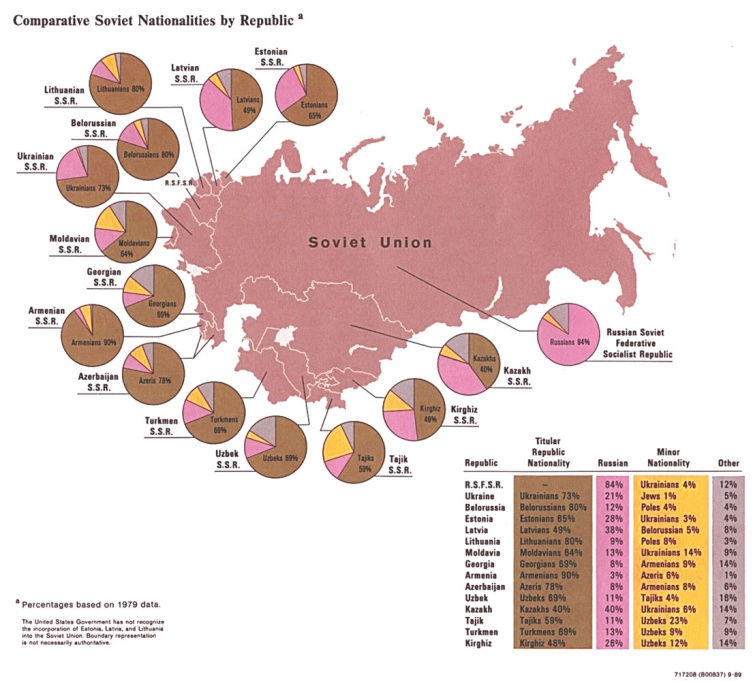 Comparative Soviet Nationalities by Republic a
Estonian
S.S.R.
Latvian
S.S.R.
Lithuanian
S.S.R.
Lithuanians 80%
Latvians
49%
Estonians
65%
Belorussian
S.S.R.
Belorussians 80%
Ukrainian
S.S.R.
Ukrainians 73%
R.S.F.S.R.
Moldavian
S.S.R.
Moldavians
64%
Soviet Union
Georgian
S.S.R.
Georgians
69%
Armenian
S.S.R.
Armenians 90%
Russians 84%
Russian Soviet
Federative
Socialist Republic
Azerbaijan
S.S.R.
Azeris 78%
Kazakhs
40%
Kazakh
S.S.R.
Turkmen
S.S.R.
Turkmens
69%
Kirghiz
48%
Kirghiz
S.S.R.
Uzbek
S.S.R.
Uzbeks 69%
Tajiks
59%
Tajik
S.S.R.
Republic Titular Republic Nationality Russian Minor Nationality Other
R.S.F.S.R. – 84% Ukrainians 4% 12%
Ukraine Ukrainians 73% 21% Jews 1% 5%
Belorussia Belorussians 80% 12% Poles 4% 4%
Estonia Estonians 65% 28% Ukrainians 3% 4%
Latvia Latvians 49% 38% Belorussian 5% 8%
Lithuania Lithuanians 80% 9% Poles 8% 3%
Moldavia Moldavians 64% 13% Ukrainians 14% 9%
Georgia Georgians 69% 8% Armenians 9% 14%
Armenia Armenians 90% 3% Azeris 6% 1%
Azerbaijan Azeris 78% 8% Armenians 8% 6%
Uzbek Uzbeks 69% 11% Tajiks 4% 16%
Kazakh Kazakhs 40% 40% Ukrainians 6% 14%
Tajik Tajiks 59% 11% Uzbeks 23% 7%
Turkmen Turkmens 69% 13% Uzbeks 9% 9%
Kirghiz Kirghiz 48% 26% Uzbeks 12% 14%
a Percentages based on 1979 data.
The United States Government has not recognize
the incorporation of Estonia, Latvia, and Lithuania
into the Soviet Union. Boundary representation
is not necessarily authoritative.
717208 (B00837) 9-89